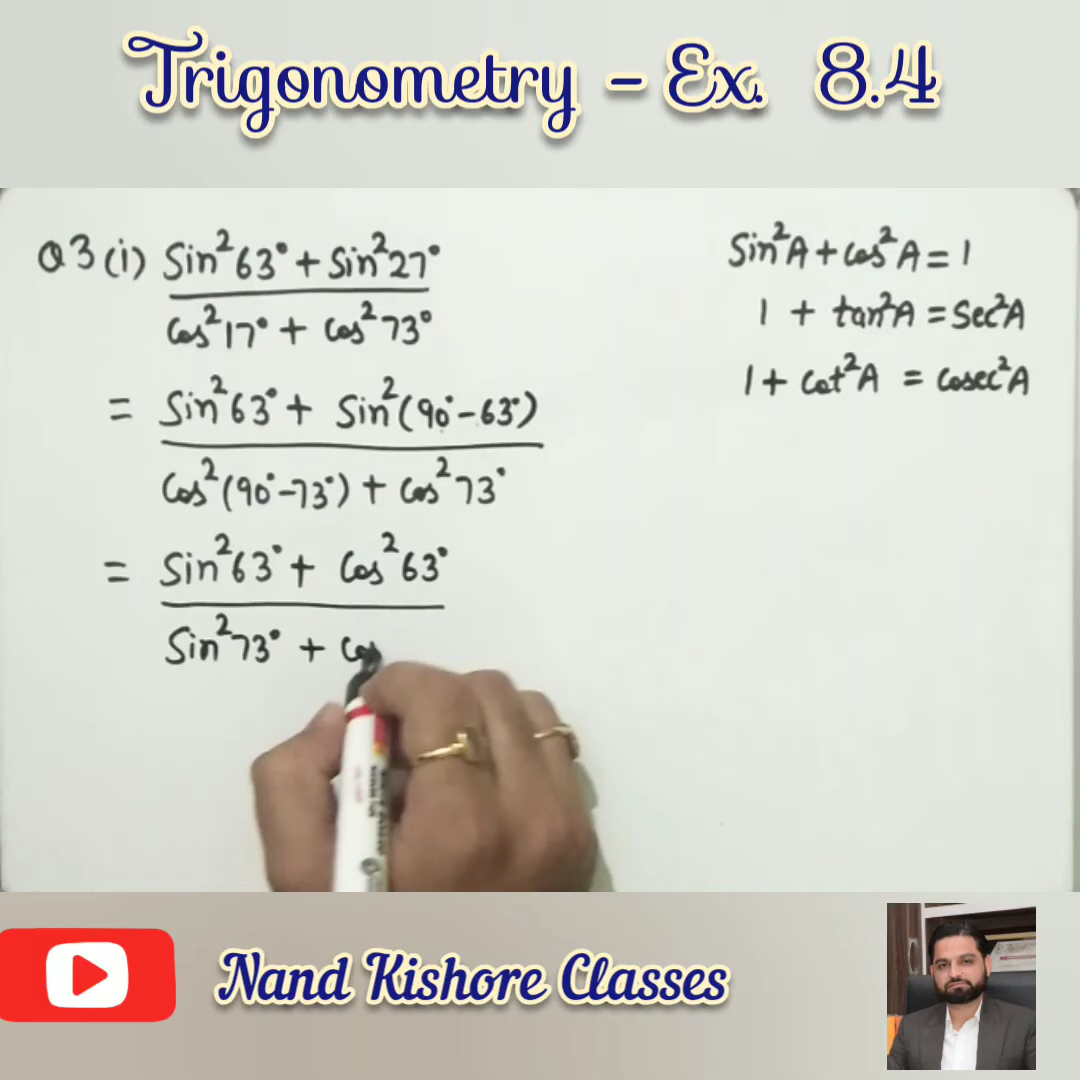 Trigonometry - Ex. 8.4
Q3 (i) Sin²63° + Sin²27°
Cos²17° + Cos²73°
= Sin²63° + Sin²(90° - 63°)
Cos²(90° - 73°) + Cos²73°
= Sin²63° + Cos²63°
Sin²73° + Cos
Sin²A + Cos²A = 1
1 + tan²A = Sec²A
1 + Cot²A = Cosec²A
Nand Kishore Classes